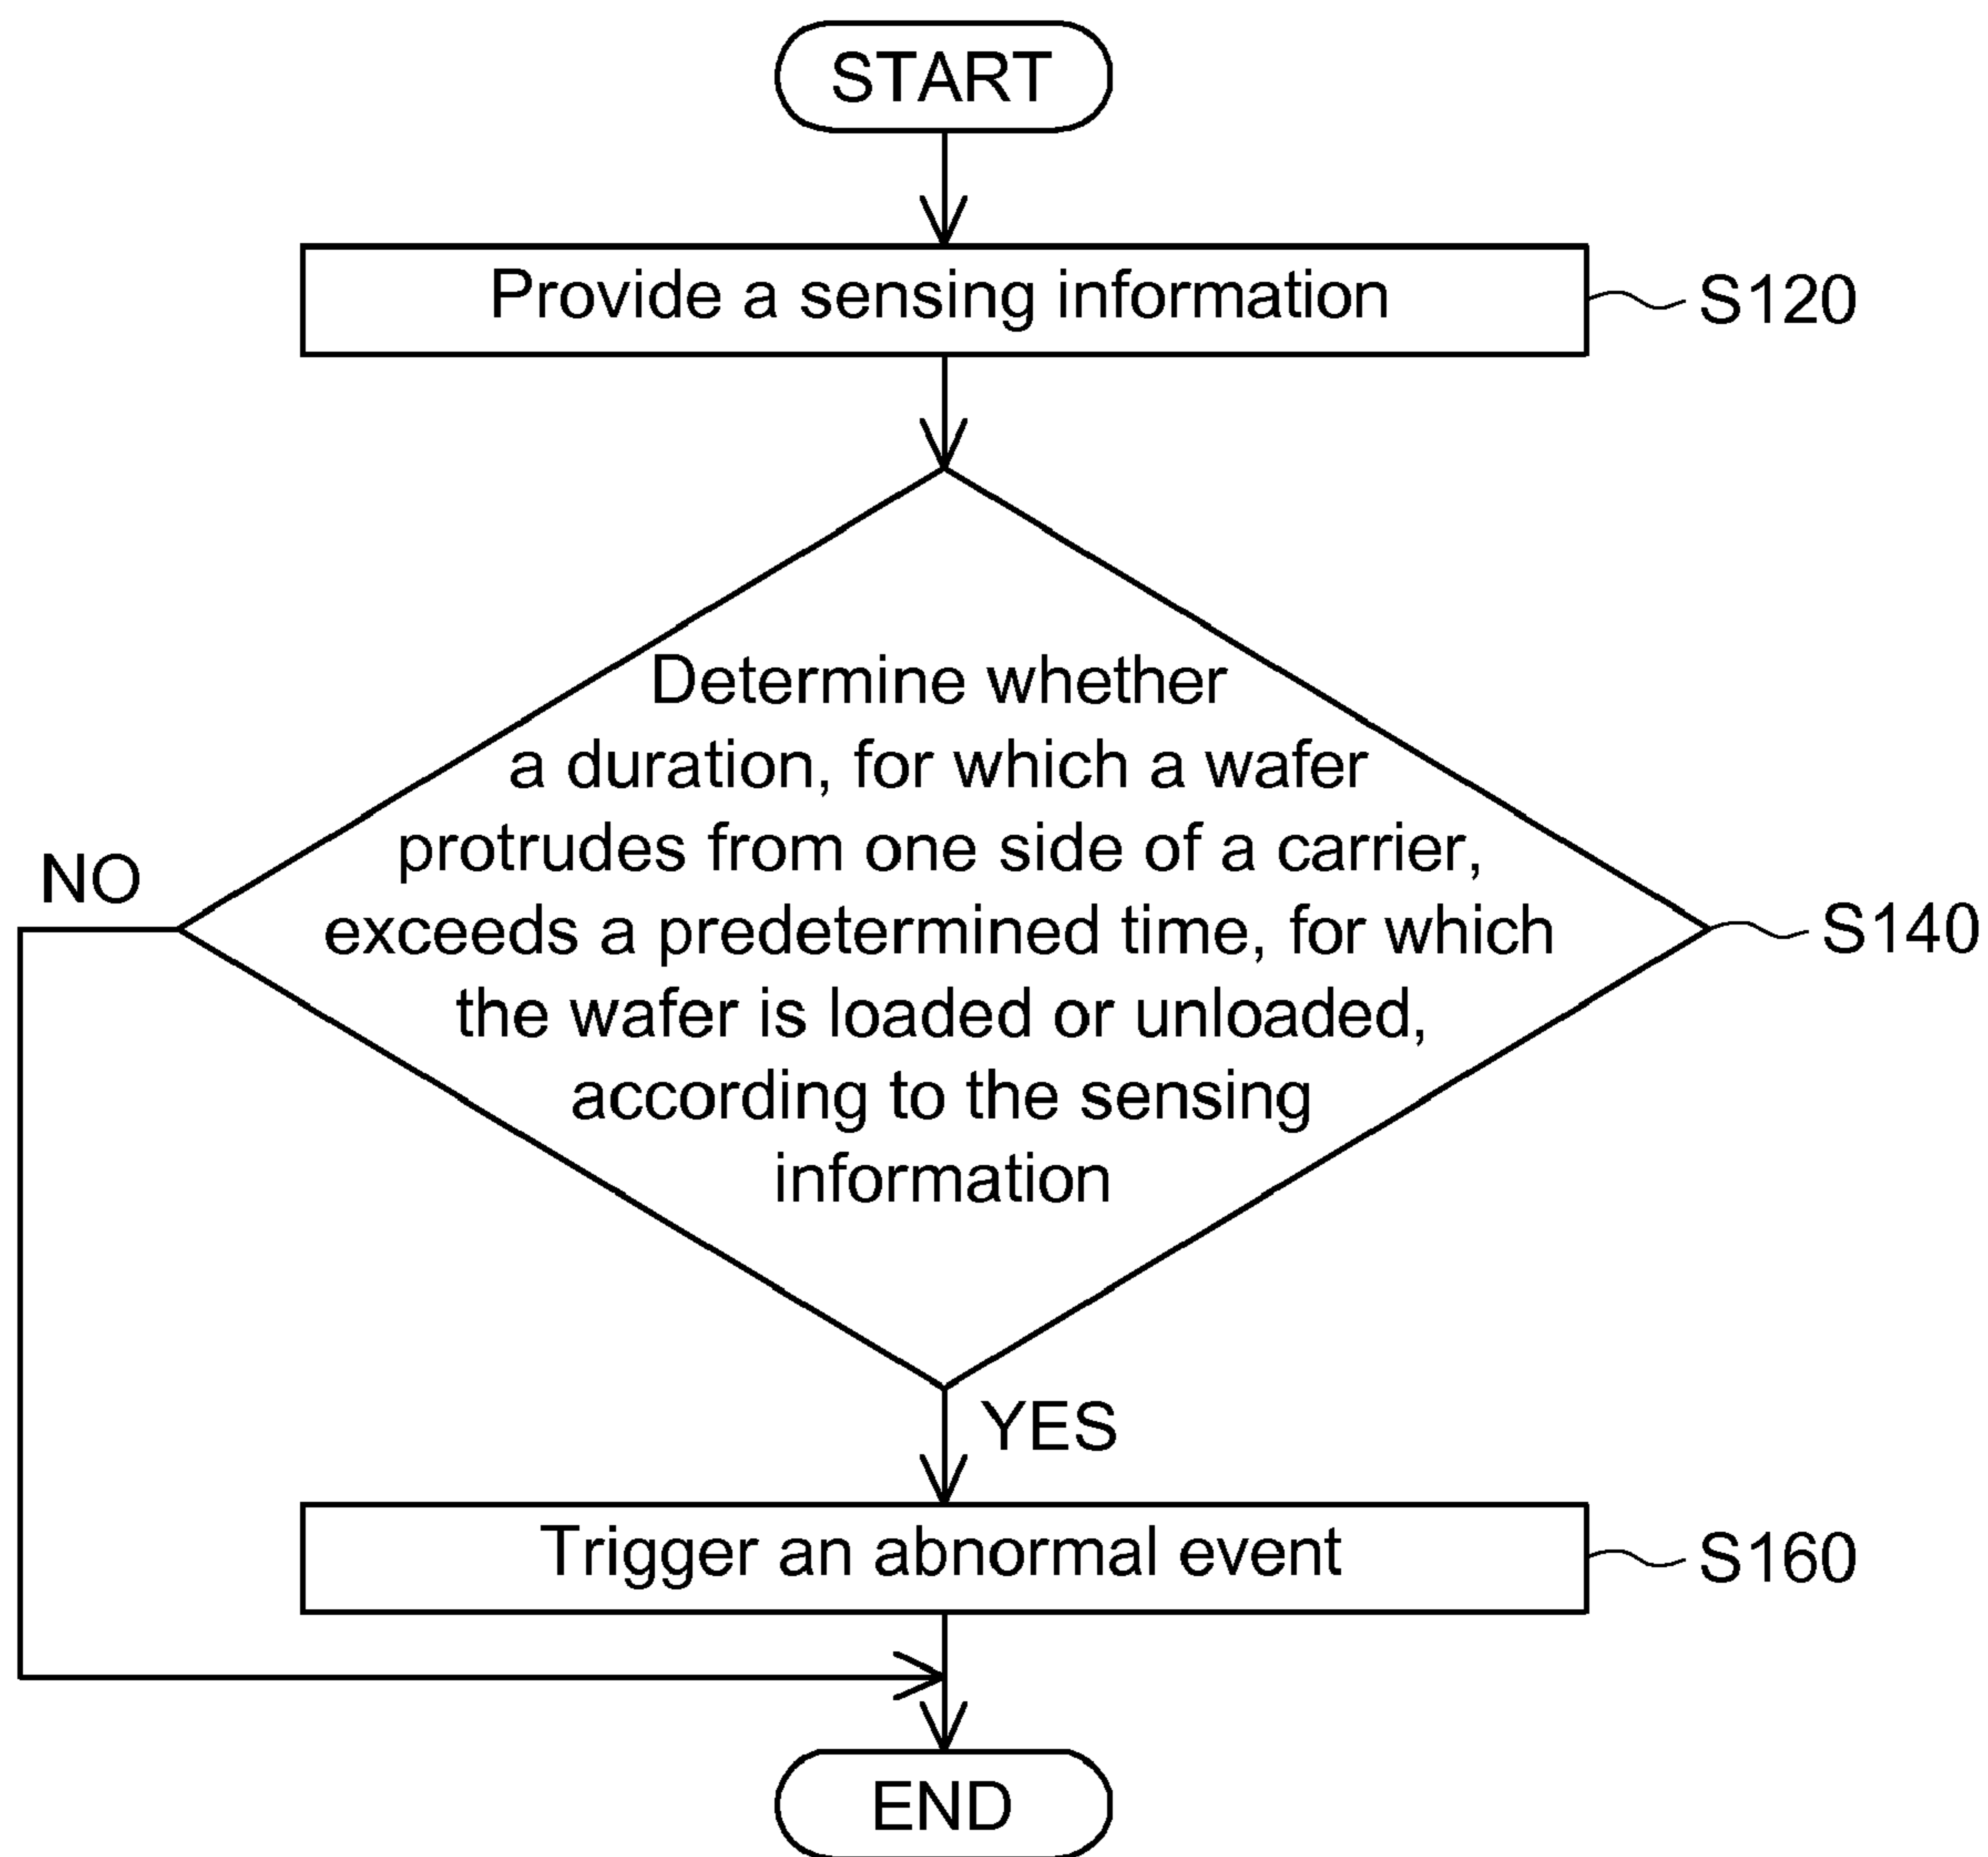 START
Provide a sensing information
S120
Determine whether
a duration, for which a wafer
protrudes from one side of a carrier,
exceeds a predetermined time, for which
the wafer is loaded or unloaded,
according to the sensing
information
NO
S140
YES
Trigger an abnormal event
S160
END